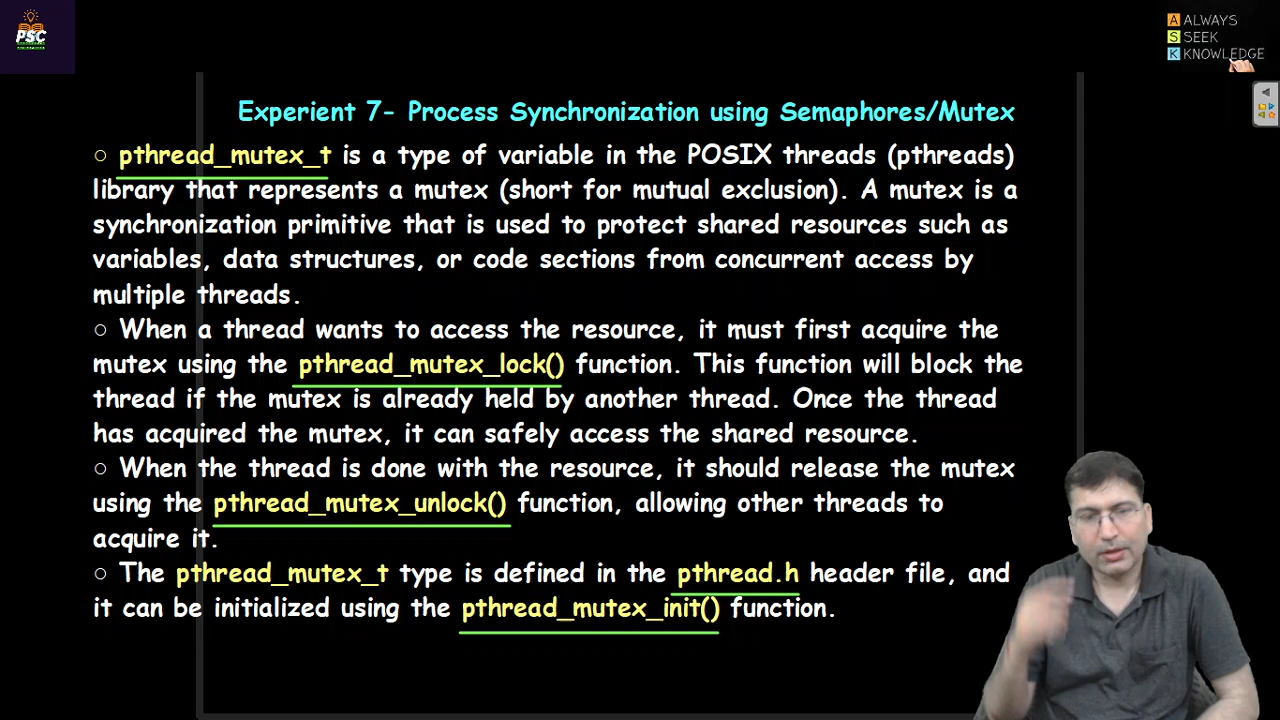 PSC
A ALWAYS
S SEEK
K KNOWLEDGE
Experient 7- Process Synchronization using Semaphores/Mutex
○ pthread_mutex_t is a type of variable in the POSIX threads (pthreads)
library that represents a mutex (short for mutual exclusion). A mutex is a
synchronization primitive that is used to protect shared resources such as
variables, data structures, or code sections from concurrent access by
multiple threads.
○ When a thread wants to access the resource, it must first acquire the
mutex using the pthread_mutex_lock() function. This function will block the
thread if the mutex is already held by another thread. Once the thread
has acquired the mutex, it can safely access the shared resource.
○ When the thread is done with the resource, it should release the mutex
using the pthread_mutex_unlock() function, allowing other threads to
acquire it.
○ The pthread_mutex_t type is defined in the pthread.h header file, and
it can be initialized using the pthread_mutex_init() function.